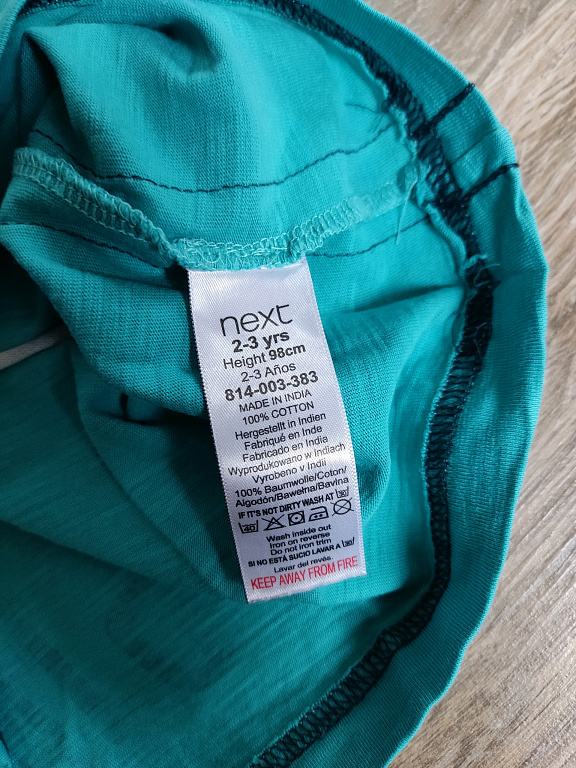 next
2-3 yrs
Height 98cm
2-3 Años
814-003-383
MADE IN INDIA
100% COTTON
Hergestellt in Indien
Fabriqué en Inde
Fabricado en India
Wyprodukowano w Indiach
Vyrobeno v Indii
100% Baumwolle/Coton/
Algodón/Bawełna/Bavlna
IF IT'S NOT DIRTY WASH AT 30
40
Wash inside out
Iron on reverse
Do not iron trim
SI NO ESTÁ SUCIO LAVAR A 30
Lavar del revés.
KEEP AWAY FROM FIRE